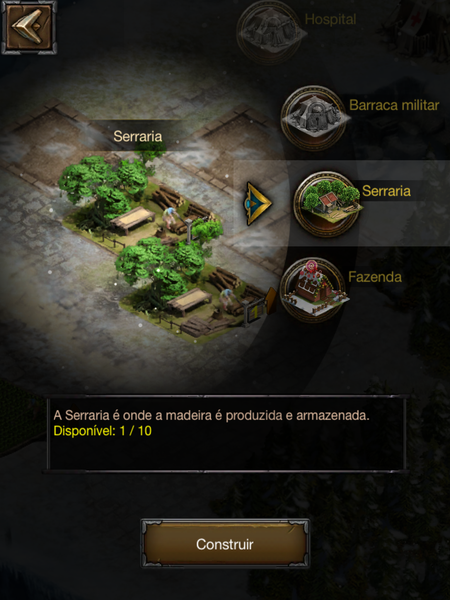 Hospital
Barraca militar
Serraria
Serraria
Fazenda
A Serraria é onde a madeira é produzida e armazenada.
Disponível: 1 / 10
Construir